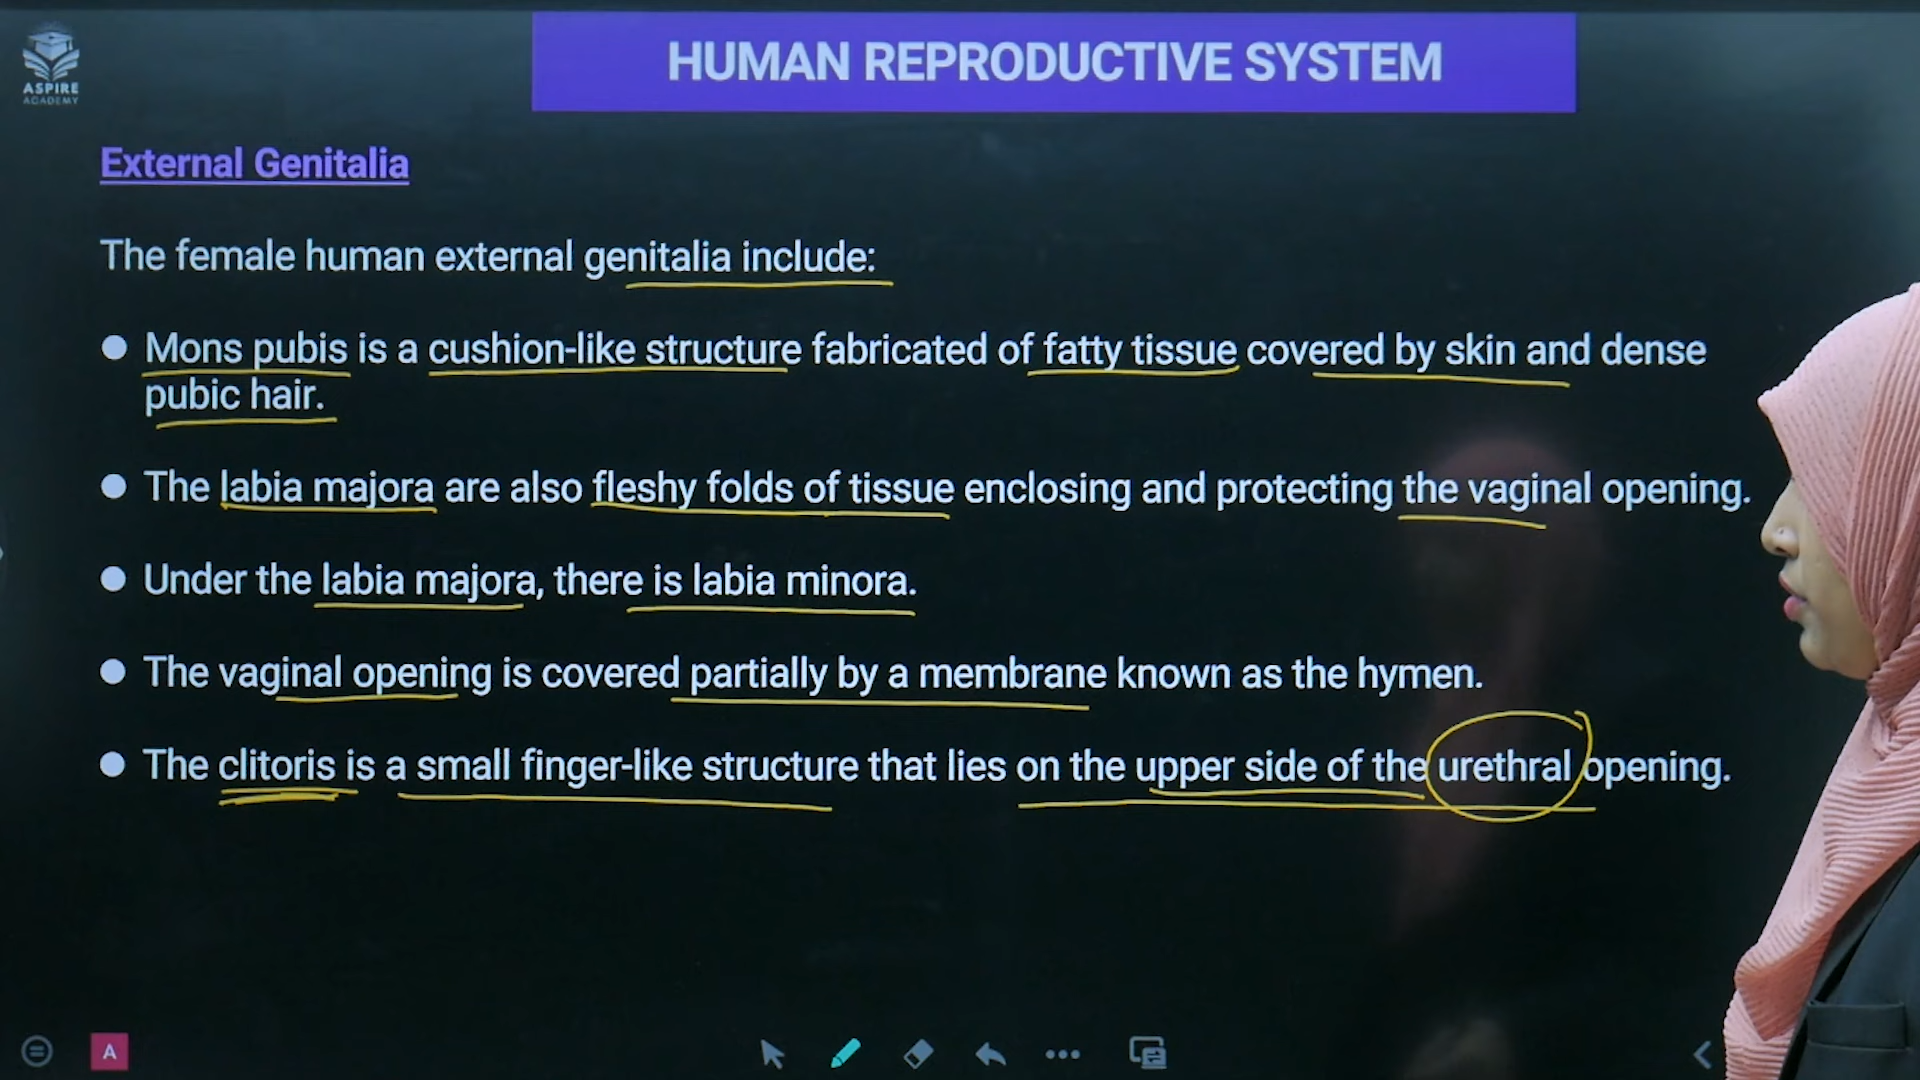 ASPIRE
ACADEMY
HUMAN REPRODUCTIVE SYSTEM
External Genitalia
The female human external genitalia include:
● Mons pubis is a cushion-like structure fabricated of fatty tissue covered by skin and dense
pubic hair.
● The labia majora are also fleshy folds of tissue enclosing and protecting the vaginal opening.
● Under the labia majora, there is labia minora.
● The vaginal opening is covered partially by a membrane known as the hymen.
● The clitoris is a small finger-like structure that lies on the upper side of the urethral opening.
A